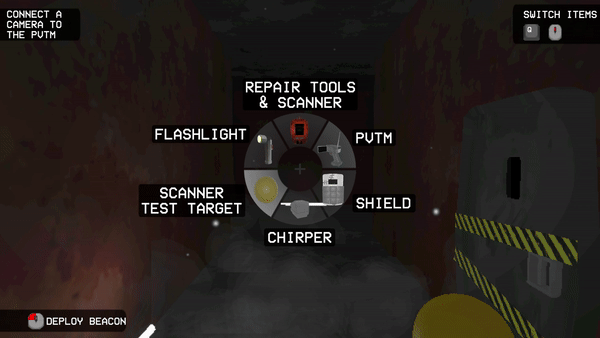 CONNECT A
CAMERA TO
THE PVTM
SWITCH ITEMS
Q
REPAIR TOOLS
& SCANNER
FLASHLIGHT
PVTM
SCANNER
TEST TARGET
SHIELD
CHIRPER
DEPLOY BEACON